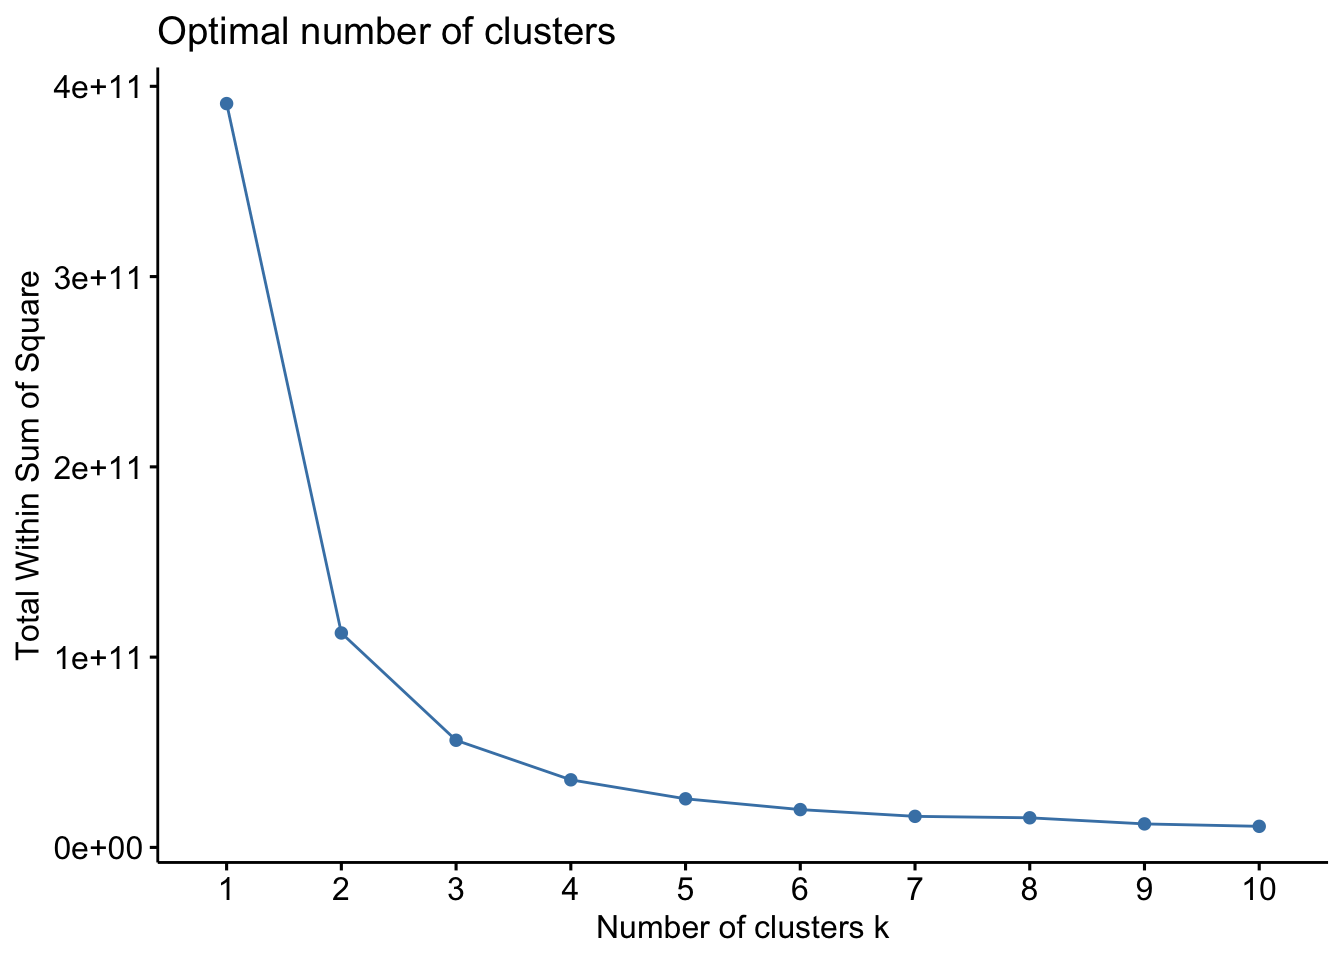 Optimal number of clusters
4e+11
3e+11
2e+11
1e+11
0e+00
Total Within Sum of Square
1 2 3 4 5 6 7 8 9 10
Number of clusters k